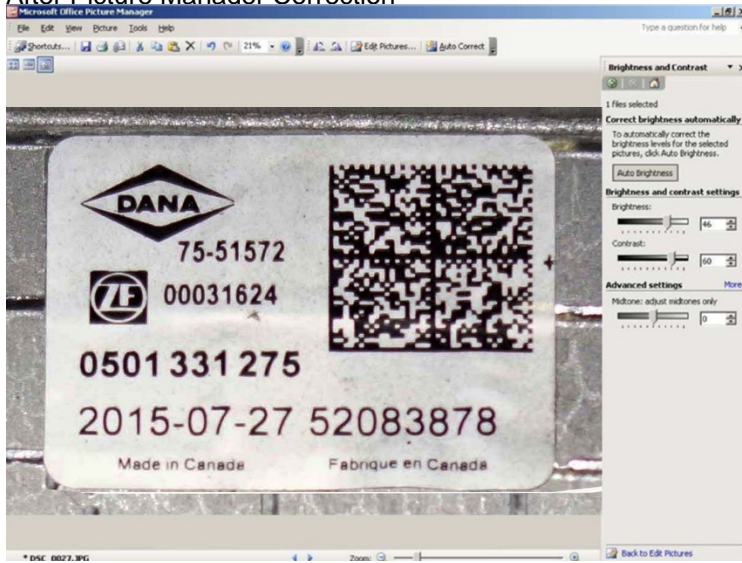 After Picture Manager Correction
Microsoft Office Picture Manager
File Edit View Picture Tools Help
Type a question for help
Shortcuts... 21% Edit Pictures... Auto Correct
Brightness and Contrast
1 files selected
Correct brightness automatically
To automatically correct the
brightness levels for the selected
pictures, click Auto Brightness.
Auto Brightness
Brightness and contrast settings
Brightness:
46
Contrast:
60
Advanced settings More
Midtone: adjust midtones only
0
DANA
75-51572
ZF 00031624
0501 331 275
2015-07-27 52083878
Made in Canada Fabrique en Canada
* DSC_0027.JPG Zoom:
Back to Edit Pictures